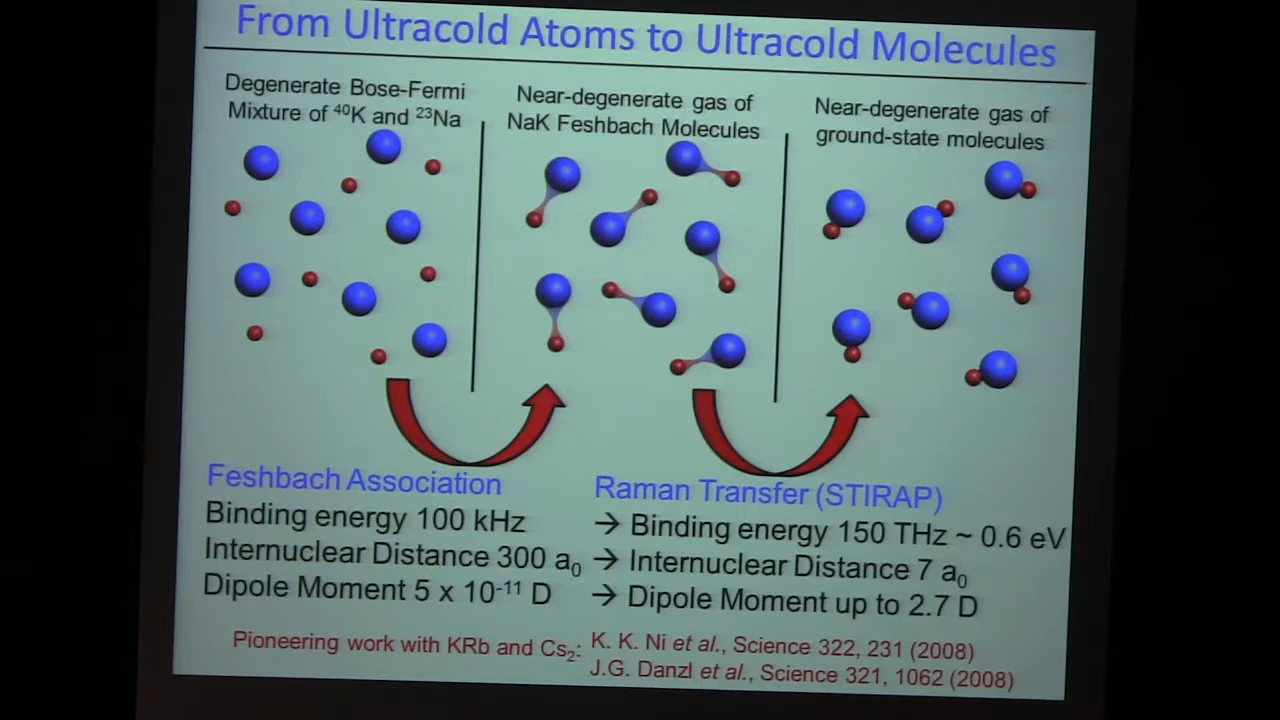 From Ultracold Atoms to Ultracold Molecules
Degenerate Bose-Fermi
Mixture of ⁴⁰K and ²³Na
Near-degenerate gas of
NaK Feshbach Molecules
Near-degenerate gas of
ground-state molecules
Feshbach Association
Binding energy 100 kHz
Internuclear Distance 300 a₀
Dipole Moment 5 x 10⁻¹¹ D
Raman Transfer (STIRAP)
→ Binding energy 150 THz ~ 0.6 eV
→ Internuclear Distance 7 a₀
→ Dipole Moment up to 2.7 D
Pioneering work with KRb and Cs₂: K. K. Ni et al., Science 322, 231 (2008)
J.G. Danzl et al., Science 321, 1062 (2008)